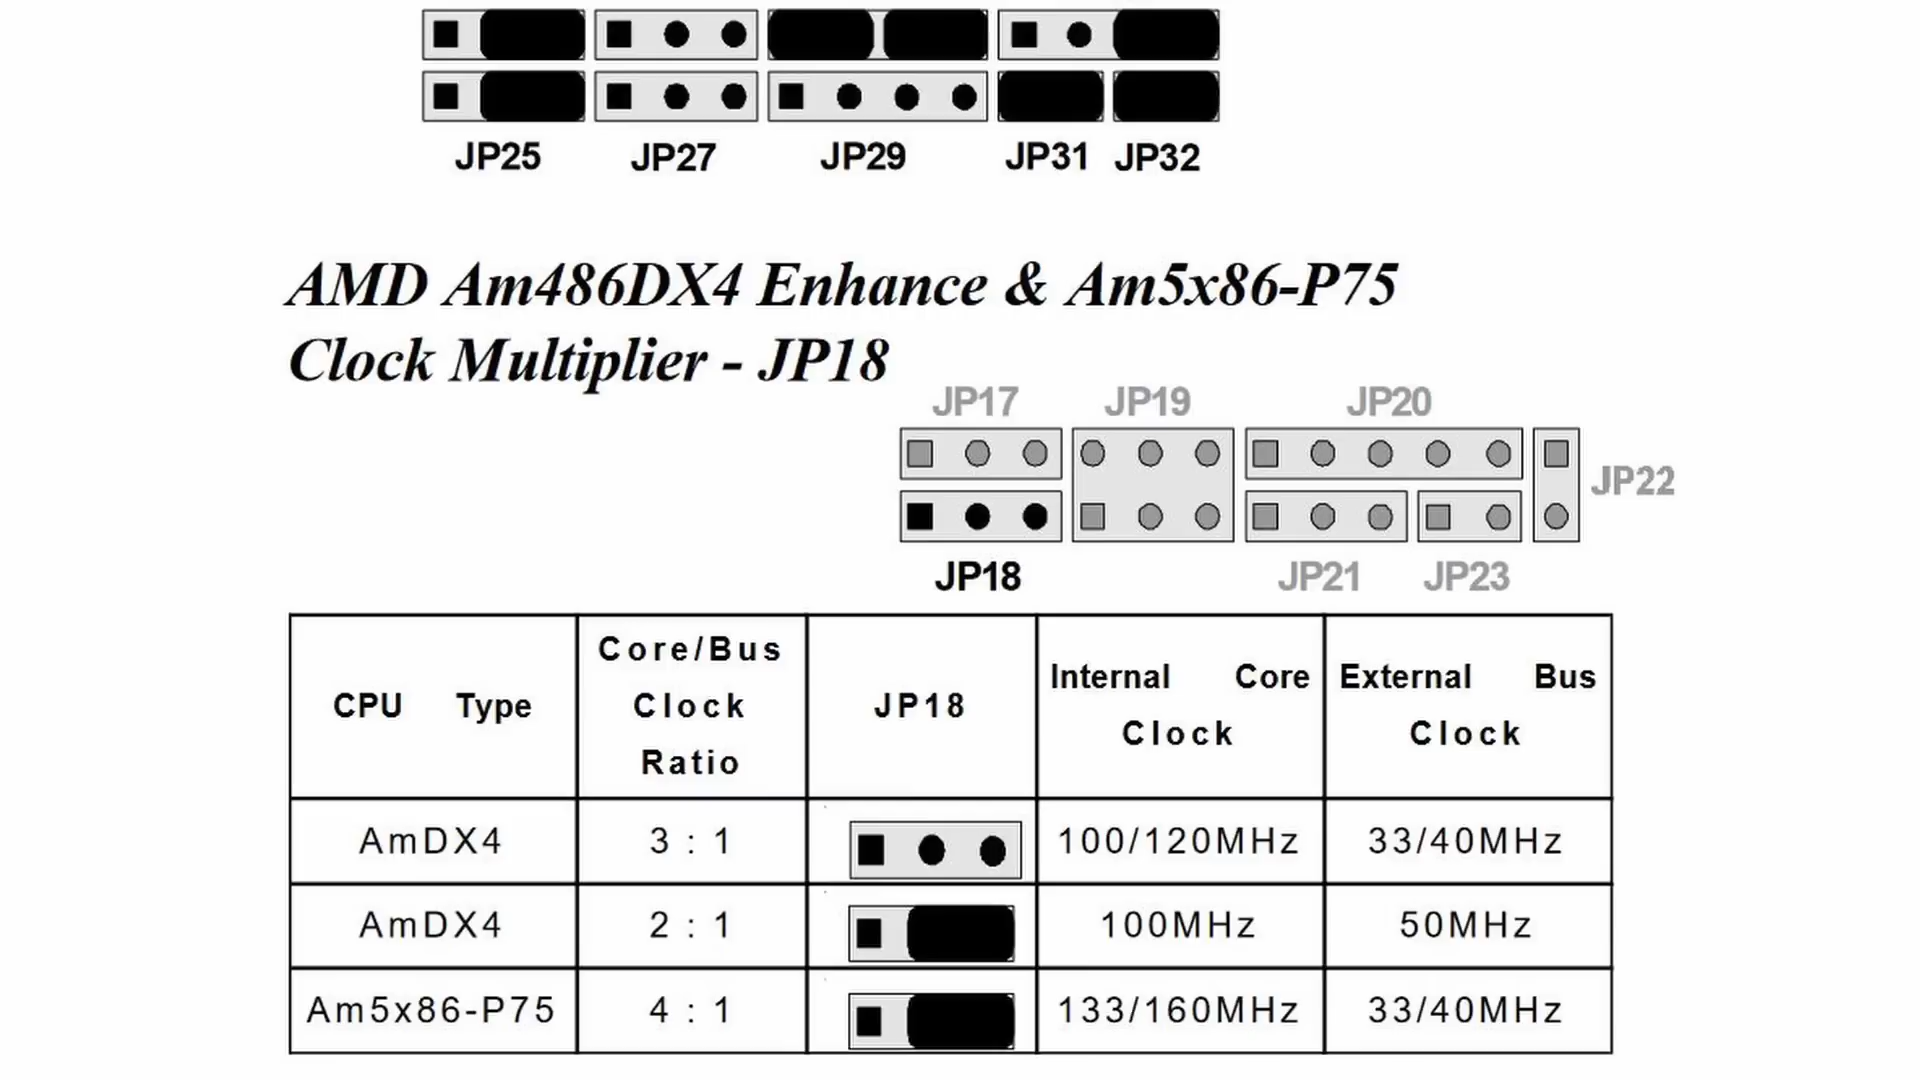 JP25 JP27 JP29 JP31 JP32
AMD Am486DX4 Enhance & Am5x86-P75
Clock Multiplier - JP18
JP17 JP19 JP20
JP22
JP18 JP21 JP23
CPU Type
Core/Bus
Clock
Ratio
JP18
Internal Core
Clock
External Bus
Clock
AmDX4 3 : 1 100/120MHz 33/40MHz
AmDX4 2 : 1 100MHz 50MHz
Am5x86-P75 4 : 1 133/160MHz 33/40MHz